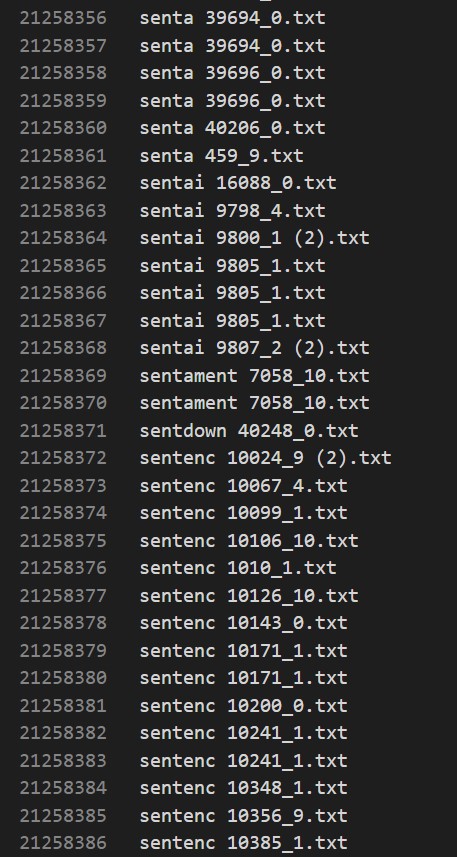 21258356 senta 39694_0.txt
21258357 senta 39694_0.txt
21258358 senta 39696_0.txt
21258359 senta 39696_0.txt
21258360 senta 40206_0.txt
21258361 senta 459_9.txt
21258362 sentai 16088_0.txt
21258363 sentai 9798_4.txt
21258364 sentai 9800_1 (2).txt
21258365 sentai 9805_1.txt
21258366 sentai 9805_1.txt
21258367 sentai 9805_1.txt
21258368 sentai 9807_2 (2).txt
21258369 sentament 7058_10.txt
21258370 sentament 7058_10.txt
21258371 sentdown 40248_0.txt
21258372 sentenc 10024_9 (2).txt
21258373 sentenc 10067_4.txt
21258374 sentenc 10099_1.txt
21258375 sentenc 10106_10.txt
21258376 sentenc 1010_1.txt
21258377 sentenc 10126_10.txt
21258378 sentenc 10143_0.txt
21258379 sentenc 10171_1.txt
21258380 sentenc 10171_1.txt
21258381 sentenc 10200_0.txt
21258382 sentenc 10241_1.txt
21258383 sentenc 10241_1.txt
21258384 sentenc 10348_1.txt
21258385 sentenc 10356_9.txt
21258386 sentenc 10385_1.txt